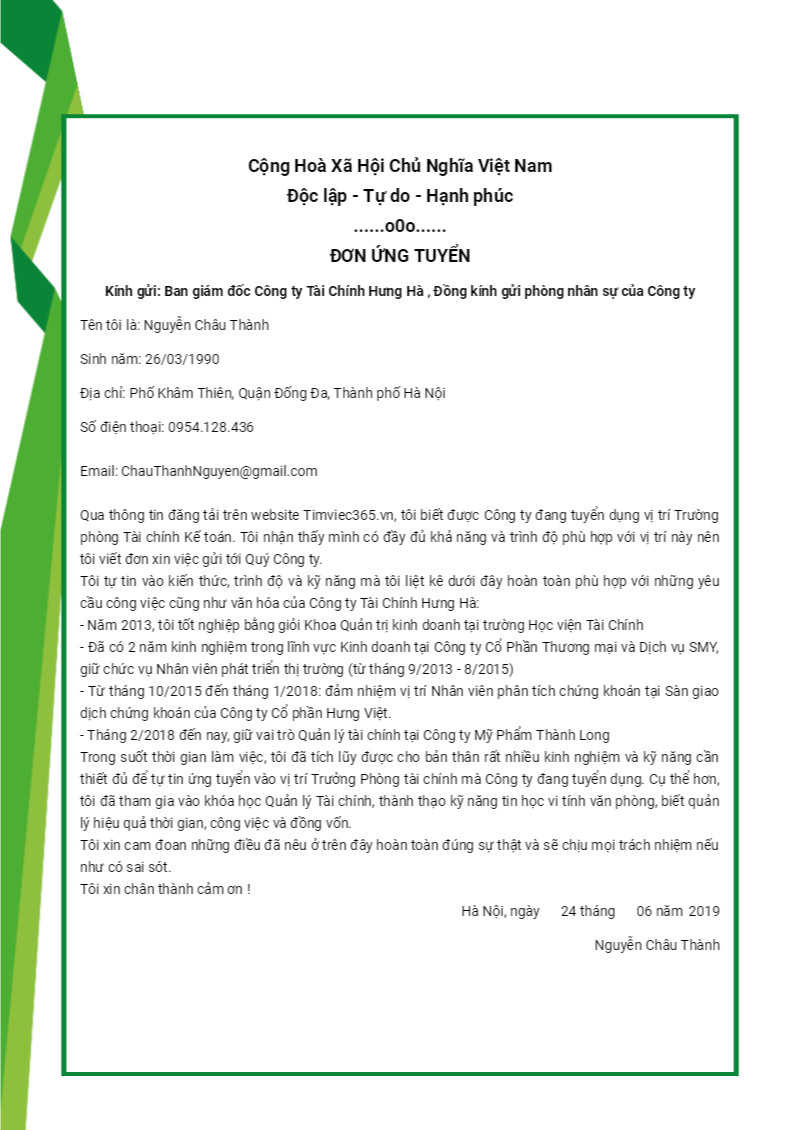 Cộng Hoà Xã Hội Chủ Nghĩa Việt Nam
Độc lập - Tự do - Hạnh phúc
......o0o......
ĐƠN ỨNG TUYỂN
Kính gửi: Ban giám đốc Công ty Tài Chính Hưng Hà , Đồng kính gửi phòng nhân sự của Công ty
Tên tôi là: Nguyễn Châu Thành
Sinh năm: 26/03/1990
Địa chỉ: Phố Khâm Thiên, Quận Đống Đa, Thành phố Hà Nội
Số điện thoại: 0954.128.436
Email: ChauThanhNguyen@gmail.com
Qua thông tin đăng tải trên website Timviec365.vn, tôi biết được Công ty đang tuyển dụng vị trí Trường
phòng Tài chính Kế toán. Tôi nhận thấy mình có đầy đủ khả năng và trình độ phù hợp với vị trí này nên
tôi viết đơn xin việc gửi tới Quý Công ty.
Tôi tự tin vào kiến thức, trình độ và kỹ năng mà tôi liệt kê dưới đây hoàn toàn phù hợp với những yêu
cầu công việc cũng như văn hóa của Công ty Tài Chính Hưng Hà:
- Năm 2013, tôi tốt nghiệp bằng giỏi Khoa Quản trị kinh doanh tại trường Học viện Tài Chính
- Đã có 2 năm kinh nghiệm trong lĩnh vực Kinh doanh tại Công ty Cổ Phần Thương mại và Dịch vụ SMY,
giữ chức vụ Nhân viên phát triển thị trường (từ tháng 9/2013 - 8/2015)
- Từ tháng 10/2015 đến tháng 1/2018: đảm nhiệm vị trí Nhân viên phân tích chứng khoán tại Sàn giao
dịch chứng khoán của Công ty Cổ phần Hưng Việt.
- Tháng 2/2018 đến nay, giữ vai trò Quản lý tài chính tại Công ty Mỹ Phẩm Thành Long
Trong suốt thời gian làm việc, tôi đã tích lũy được cho bản thân rất nhiều kinh nghiệm và kỹ năng cần
thiết đủ để tự tin ứng tuyển vào vị trí Trưởng Phòng tài chính mà Công ty đang tuyển dụng. Cụ thể hơn,
tôi đã tham gia vào khóa học Quản lý Tài chính, thành thạo kỹ năng tin học vi tính văn phòng, biết quản
lý hiệu quả thời gian, công việc và đồng vốn.
Tôi xin cam đoan những điều đã nêu ở trên đây hoàn toàn đúng sự thật và sẽ chịu mọi trách nhiệm nếu
như có sai sót.
Tôi xin chân thành cảm ơn !
Hà Nội, ngày 24 tháng 06 năm 2019
Nguyễn Châu Thành